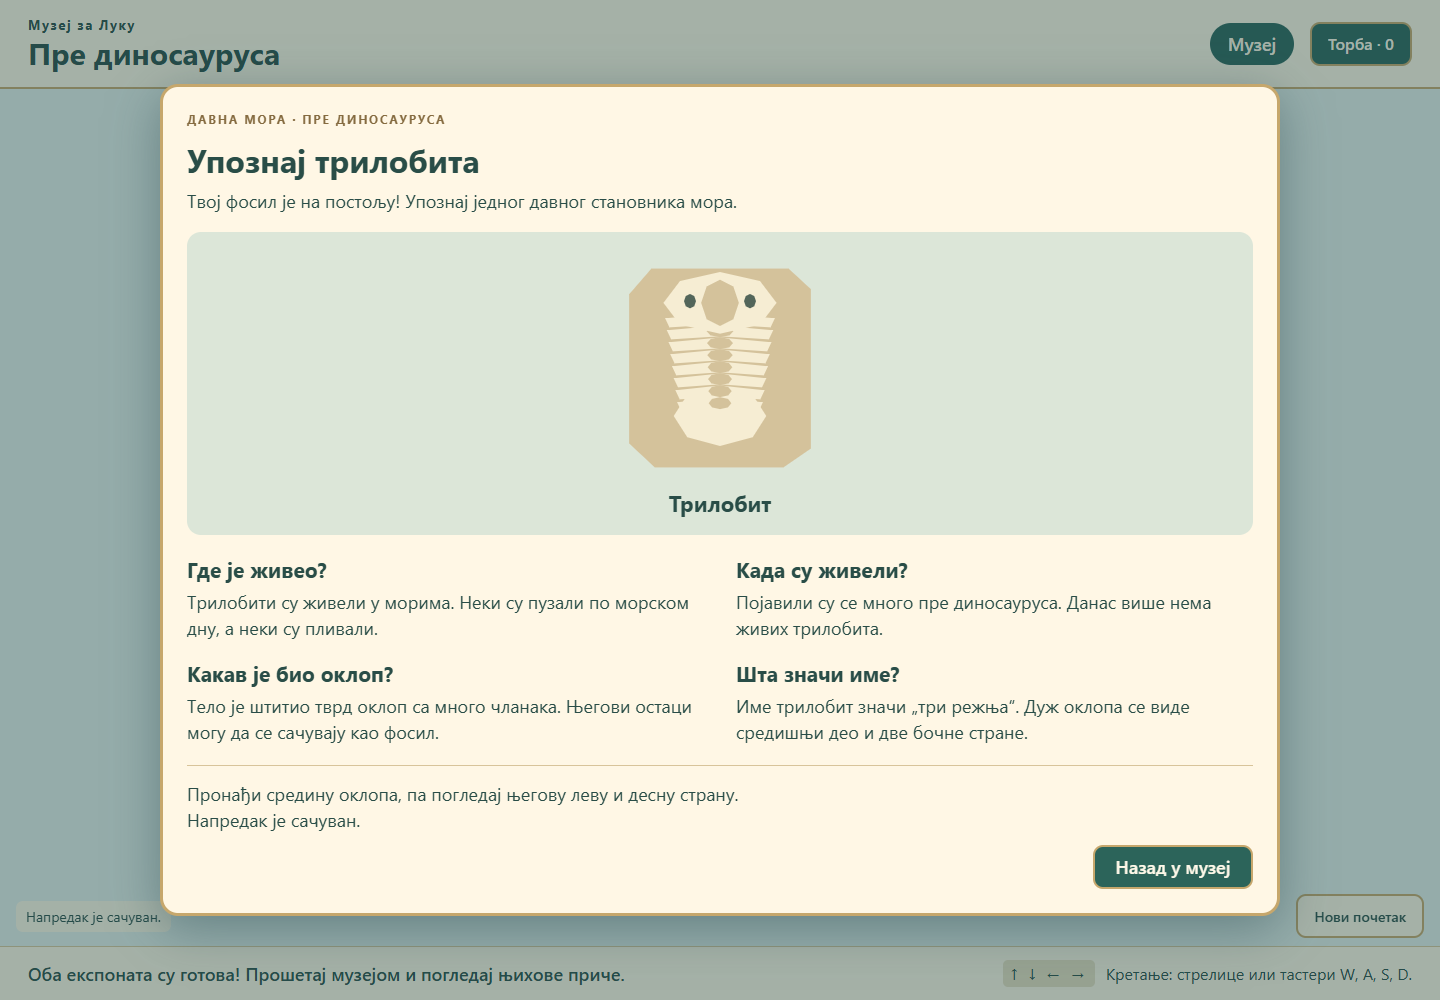 Музеј за Луку
Пре диносауруса
Музеј
Торба · 0
ДАВНА МОРА · ПРЕ ДИНОСАУРУСА
Упознај трилобита
Твој фосил је на постољу! Упознај једног давног становника мора.
Трилобит
Где је живео?
Трилобити су живели у морима. Неки су пузали по морском
дну, а неки су пливали.
Када су живели?
Појавили су се много пре диносауруса. Данас више нема
живих трилобита.
Какав је био оклоп?
Тело је штитио тврд оклоп са много чланака. Његови остаци
могу да се сачувају као фосил.
Шта значи име?
Име трилобит значи „три режња”. Дуж оклопа се виде
средишњи део и две бочне стране.
Пронађи средину оклопа, па погледај његову леву и десну страну.
Напредак је сачуван.
Назад у музеј
Напредак је сачуван.
Нови почетак
Оба експоната су готова! Прошетај музејом и погледај њихове приче.
↑ ↓ ← → Кретање: стрелице или тастери W, A, S, D.